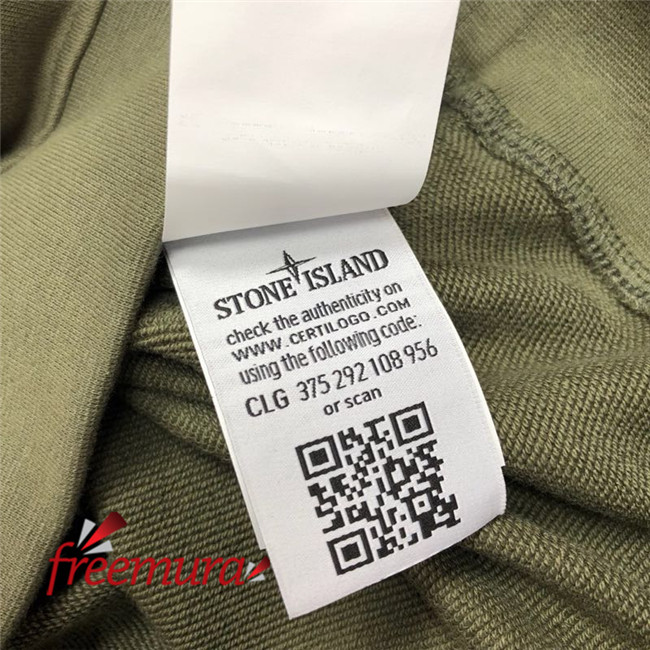 STONE ISLAND
check the authenticity on
WWW.CERTILOGO.COM
using the following code:
CLG 375 292 108 956
or scan
freemura